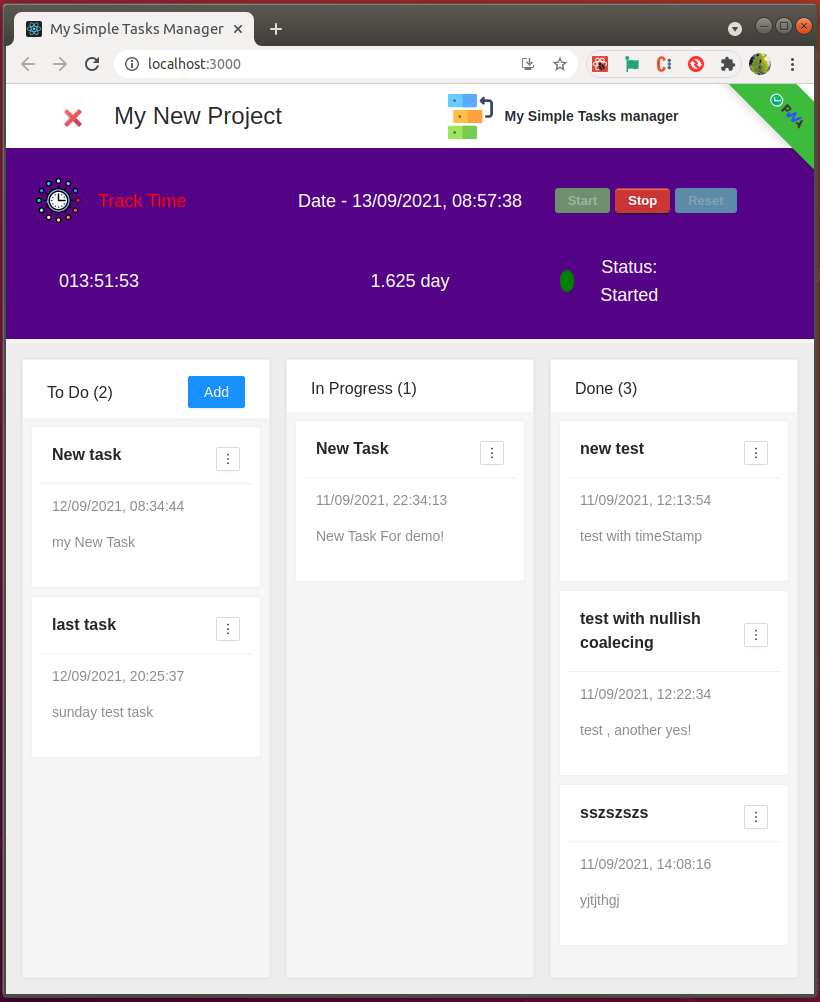 My Simple Tasks Manager
localhost:3000
My New Project
My Simple Tasks manager
PWA
Track Time
Date - 13/09/2021, 08:57:38
Start
Stop
Reset
013:51:53
1.625 day
Status:
Started
To Do (2)
Add
New task
12/09/2021, 08:34:44
my New Task
last task
12/09/2021, 20:25:37
sunday test task
In Progress (1)
New Task
11/09/2021, 22:34:13
New Task For demo!
Done (3)
new test
11/09/2021, 12:13:54
test with timeStamp
test with nullish
coalecing
11/09/2021, 12:22:34
test , another yes!
sszszszs
11/09/2021, 14:08:16
yjtjthgj